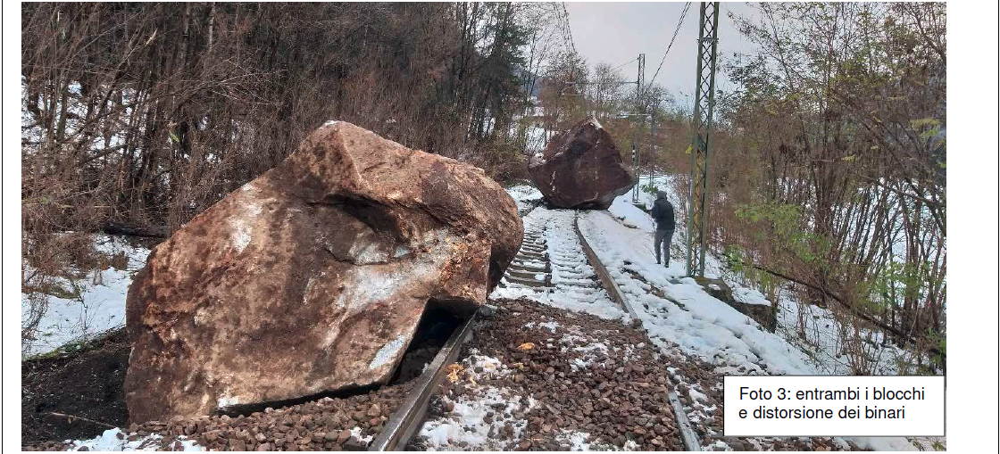 Foto 3: entrambi i blocchi
e distorsione dei binari